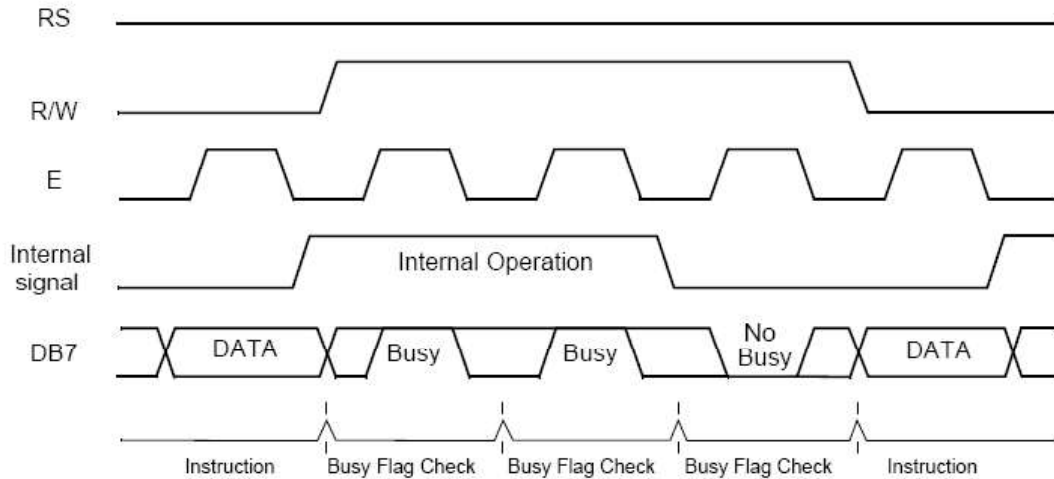 RS
R/W
E
Internal
signal
Internal Operation
DB7
DATA
Busy
Busy
No
Busy
DATA
Instruction
Busy Flag Check
Busy Flag Check
Busy Flag Check
Instruction